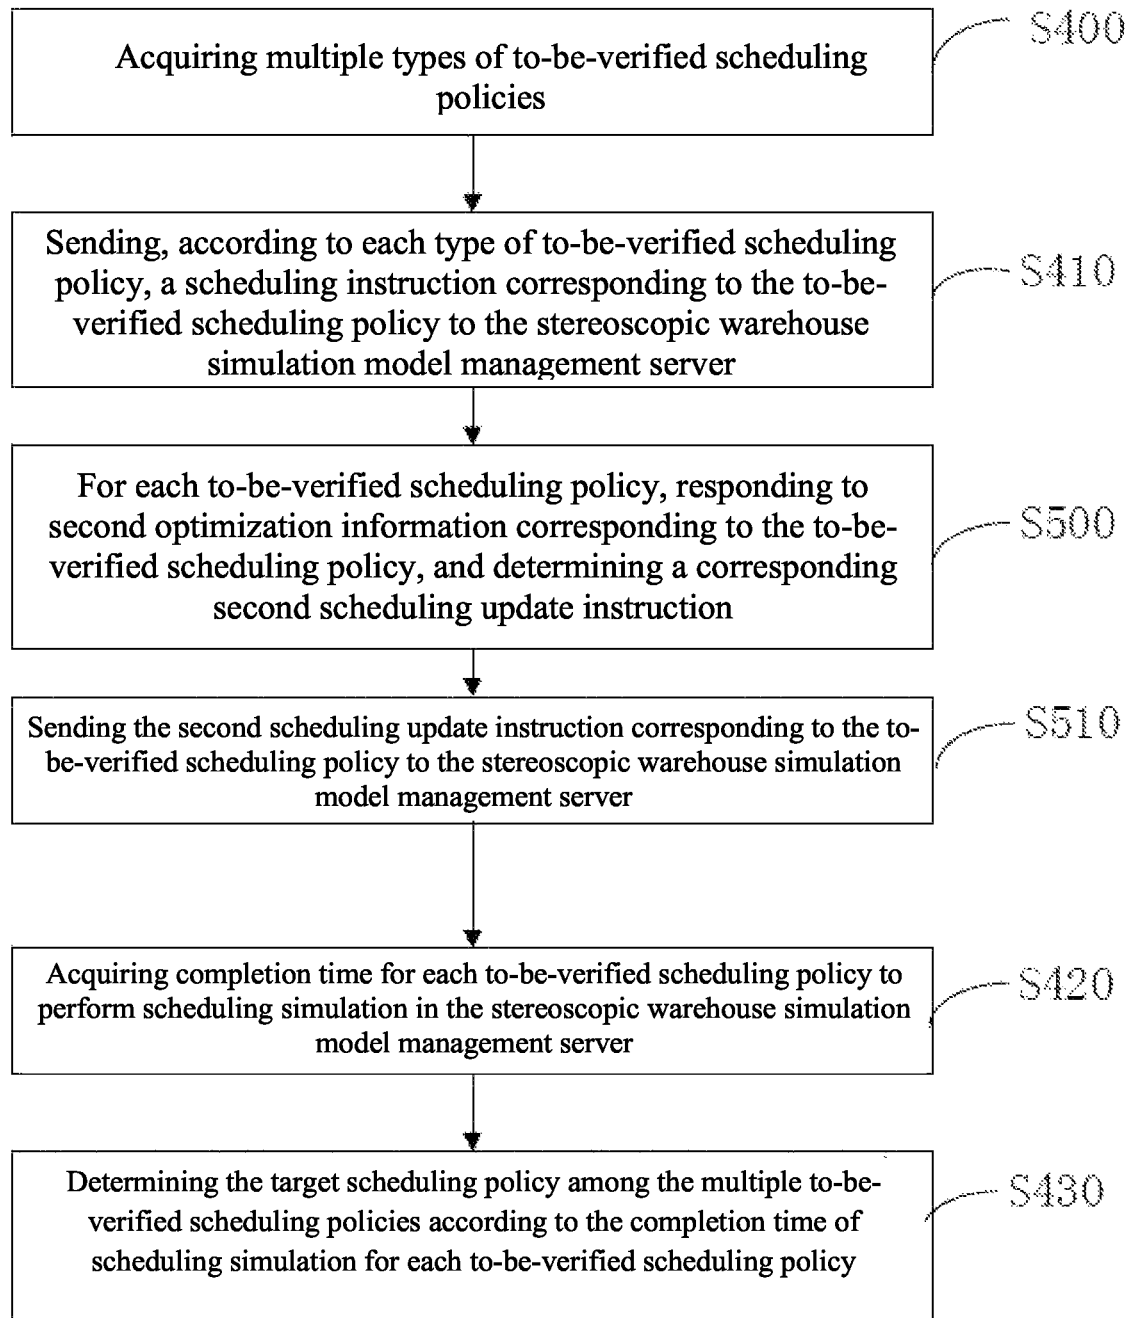 Acquiring multiple types of to-be-verified scheduling
policies
S400
Sending, according to each type of to-be-verified scheduling
policy, a scheduling instruction corresponding to the to-be-
verified scheduling policy to the stereoscopic warehouse
simulation model management server
S410
For each to-be-verified scheduling policy, responding to
second optimization information corresponding to the to-be-
verified scheduling policy, and determining a corresponding
second scheduling update instruction
S500
Sending the second scheduling update instruction corresponding to the to-
be-verified scheduling policy to the stereoscopic warehouse simulation
model management server
S510
Acquiring completion time for each to-be-verified scheduling policy to
perform scheduling simulation in the stereoscopic warehouse simulation
model management server
S420
Determining the target scheduling policy among the multiple to-be-
verified scheduling policies according to the completion time of
scheduling simulation for each to-be-verified scheduling policy
S430